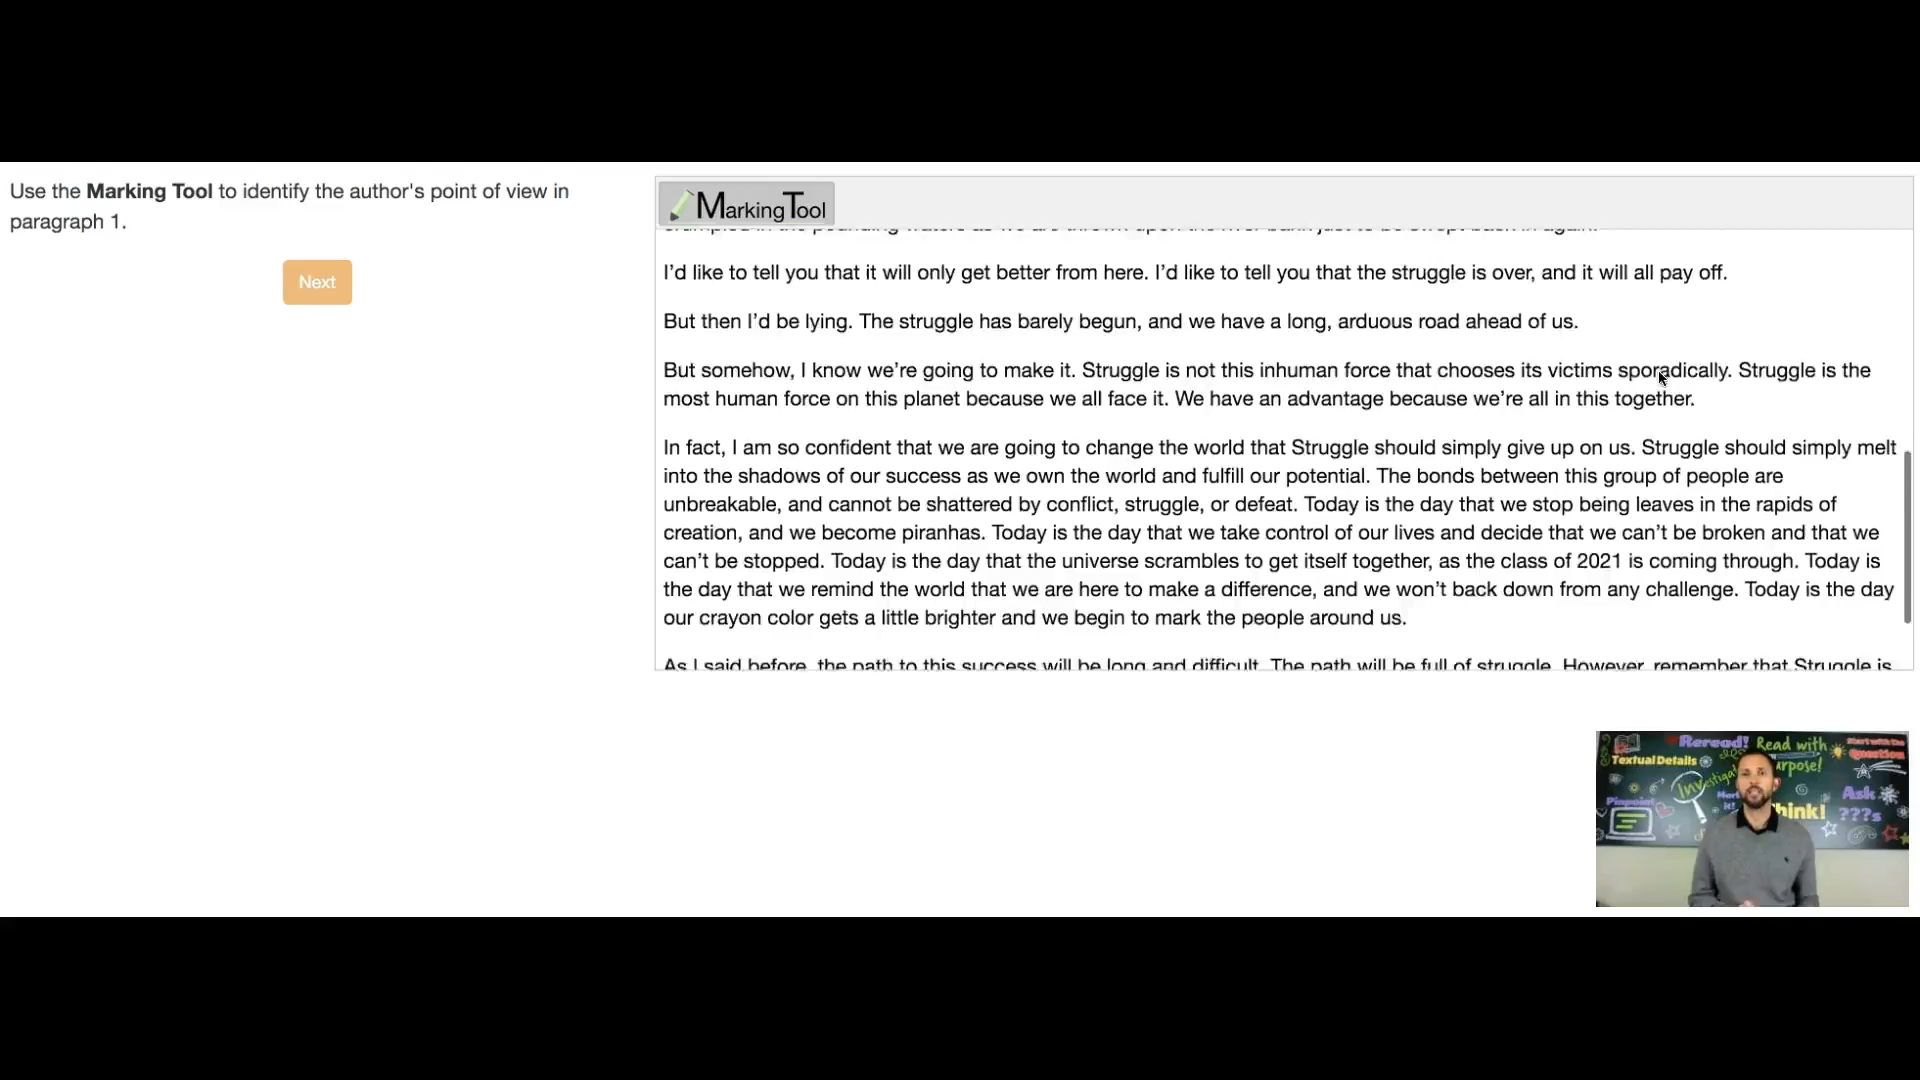 Use the Marking Tool to identify the author's point of view in
paragraph 1.
Next
MarkingTool
I’d like to tell you that it will only get better from here. I’d like to tell you that the struggle is over, and it will all pay off.
But then I’d be lying. The struggle has barely begun, and we have a long, arduous road ahead of us.
But somehow, I know we’re going to make it. Struggle is not this inhuman force that chooses its victims sporadically. Struggle is the
most human force on this planet because we all face it. We have an advantage because we’re all in this together.
In fact, I am so confident that we are going to change the world that Struggle should simply give up on us. Struggle should simply melt
into the shadows of our success as we own the world and fulfill our potential. The bonds between this group of people are
unbreakable, and cannot be shattered by conflict, struggle, or defeat. Today is the day that we stop being leaves in the rapids of
creation, and we become piranhas. Today is the day that we take control of our lives and decide that we can’t be broken and that we
can’t be stopped. Today is the day that the universe scrambles to get itself together, as the class of 2021 is coming through. Today is
the day that we remind the world that we are here to make a difference, and we won’t back down from any challenge. Today is the day
our crayon color gets a little brighter and we begin to mark the people around us.
As I said before, the path to this success will be long and difficult. The path will be full of struggle. However, remember that Struggle is
Reread! Read with
Start with the
Question
Textual Details
Pinpoint
Ask
???s